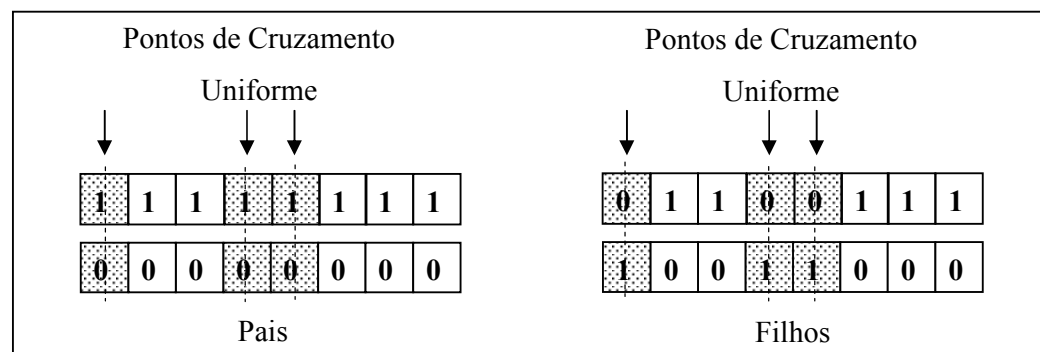 Pontos de Cruzamento
Uniforme
1 1 1 1 1 1 1 1
0 0 0 0 0 0 0 0
Pais
Pontos de Cruzamento
Uniforme
0 1 1 0 0 1 1 1
1 0 0 1 1 0 0 0
Filhos